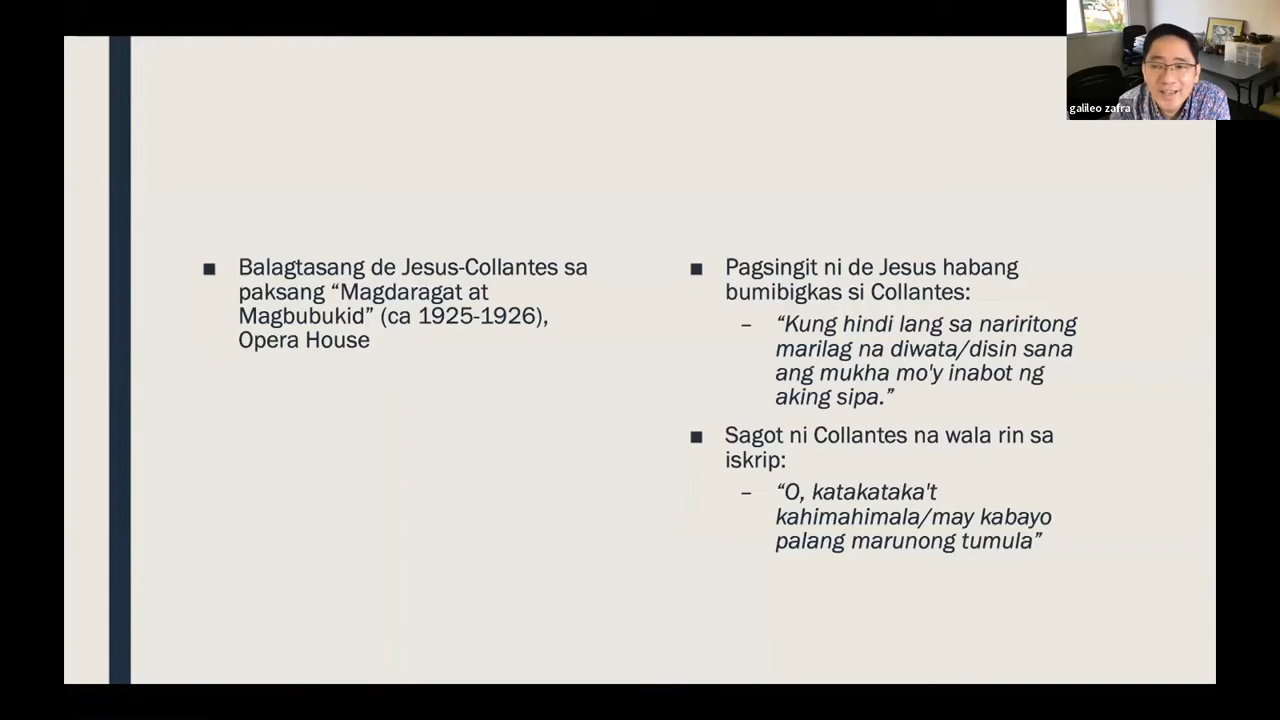 galileo zafra
■ Balagtasang de Jesus-Collantes sa
paksang “Magdaragat at
Magbubukid” (ca 1925-1926),
Opera House
■ Pagsingit ni de Jesus habang
bumibigkas si Collantes:
– “Kung hindi lang sa nariritong
marilag na diwata/disin sana
ang mukha mo'y inabot ng
aking sipa.”
■ Sagot ni Collantes na wala rin sa
iskrip:
– “O, katakataka't
kahimahimala/may kabayo
palang marunong tumula”